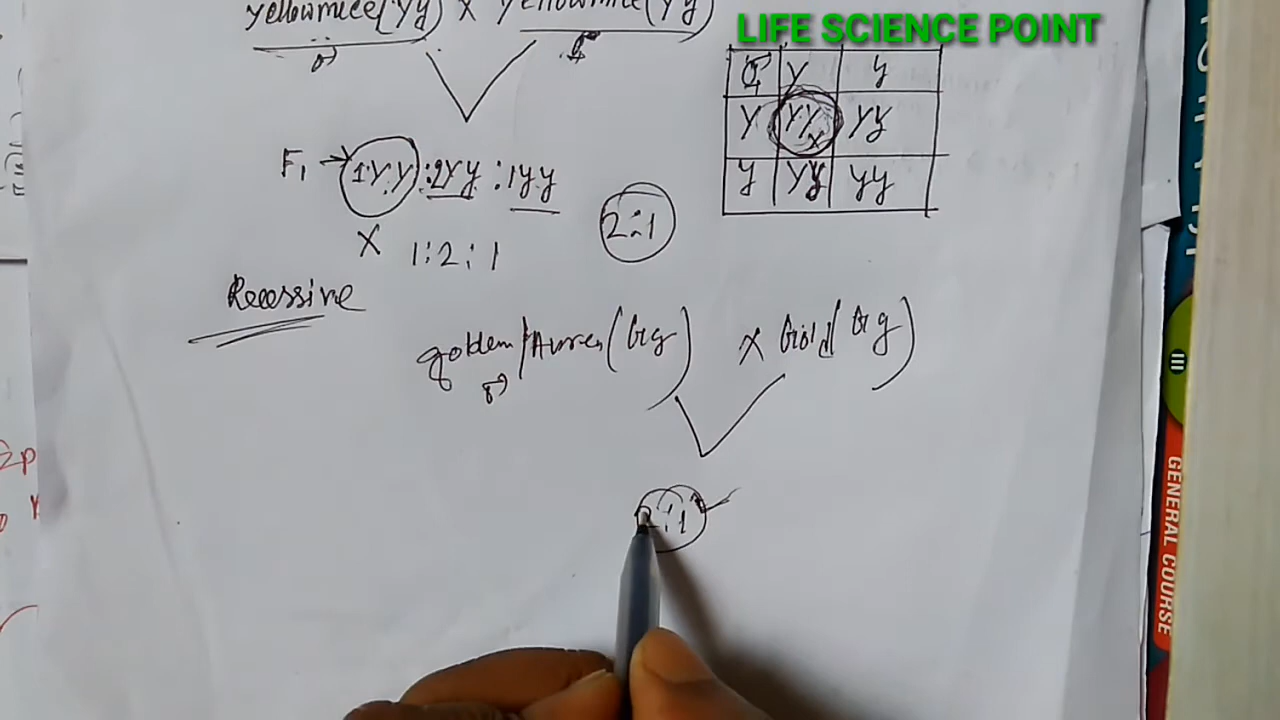 yellowmice(Yy) X yellowmice(Yy)
LIFE SCIENCE POINT
Y y
Y YY Yy
y Yy yy
F1 → 1YY : 2Yy : 1yy
X 1:2:1
2:1
Recessive
golden/Aurea(Gg) X Gold(Gg)
2:1
GENERAL COURSE